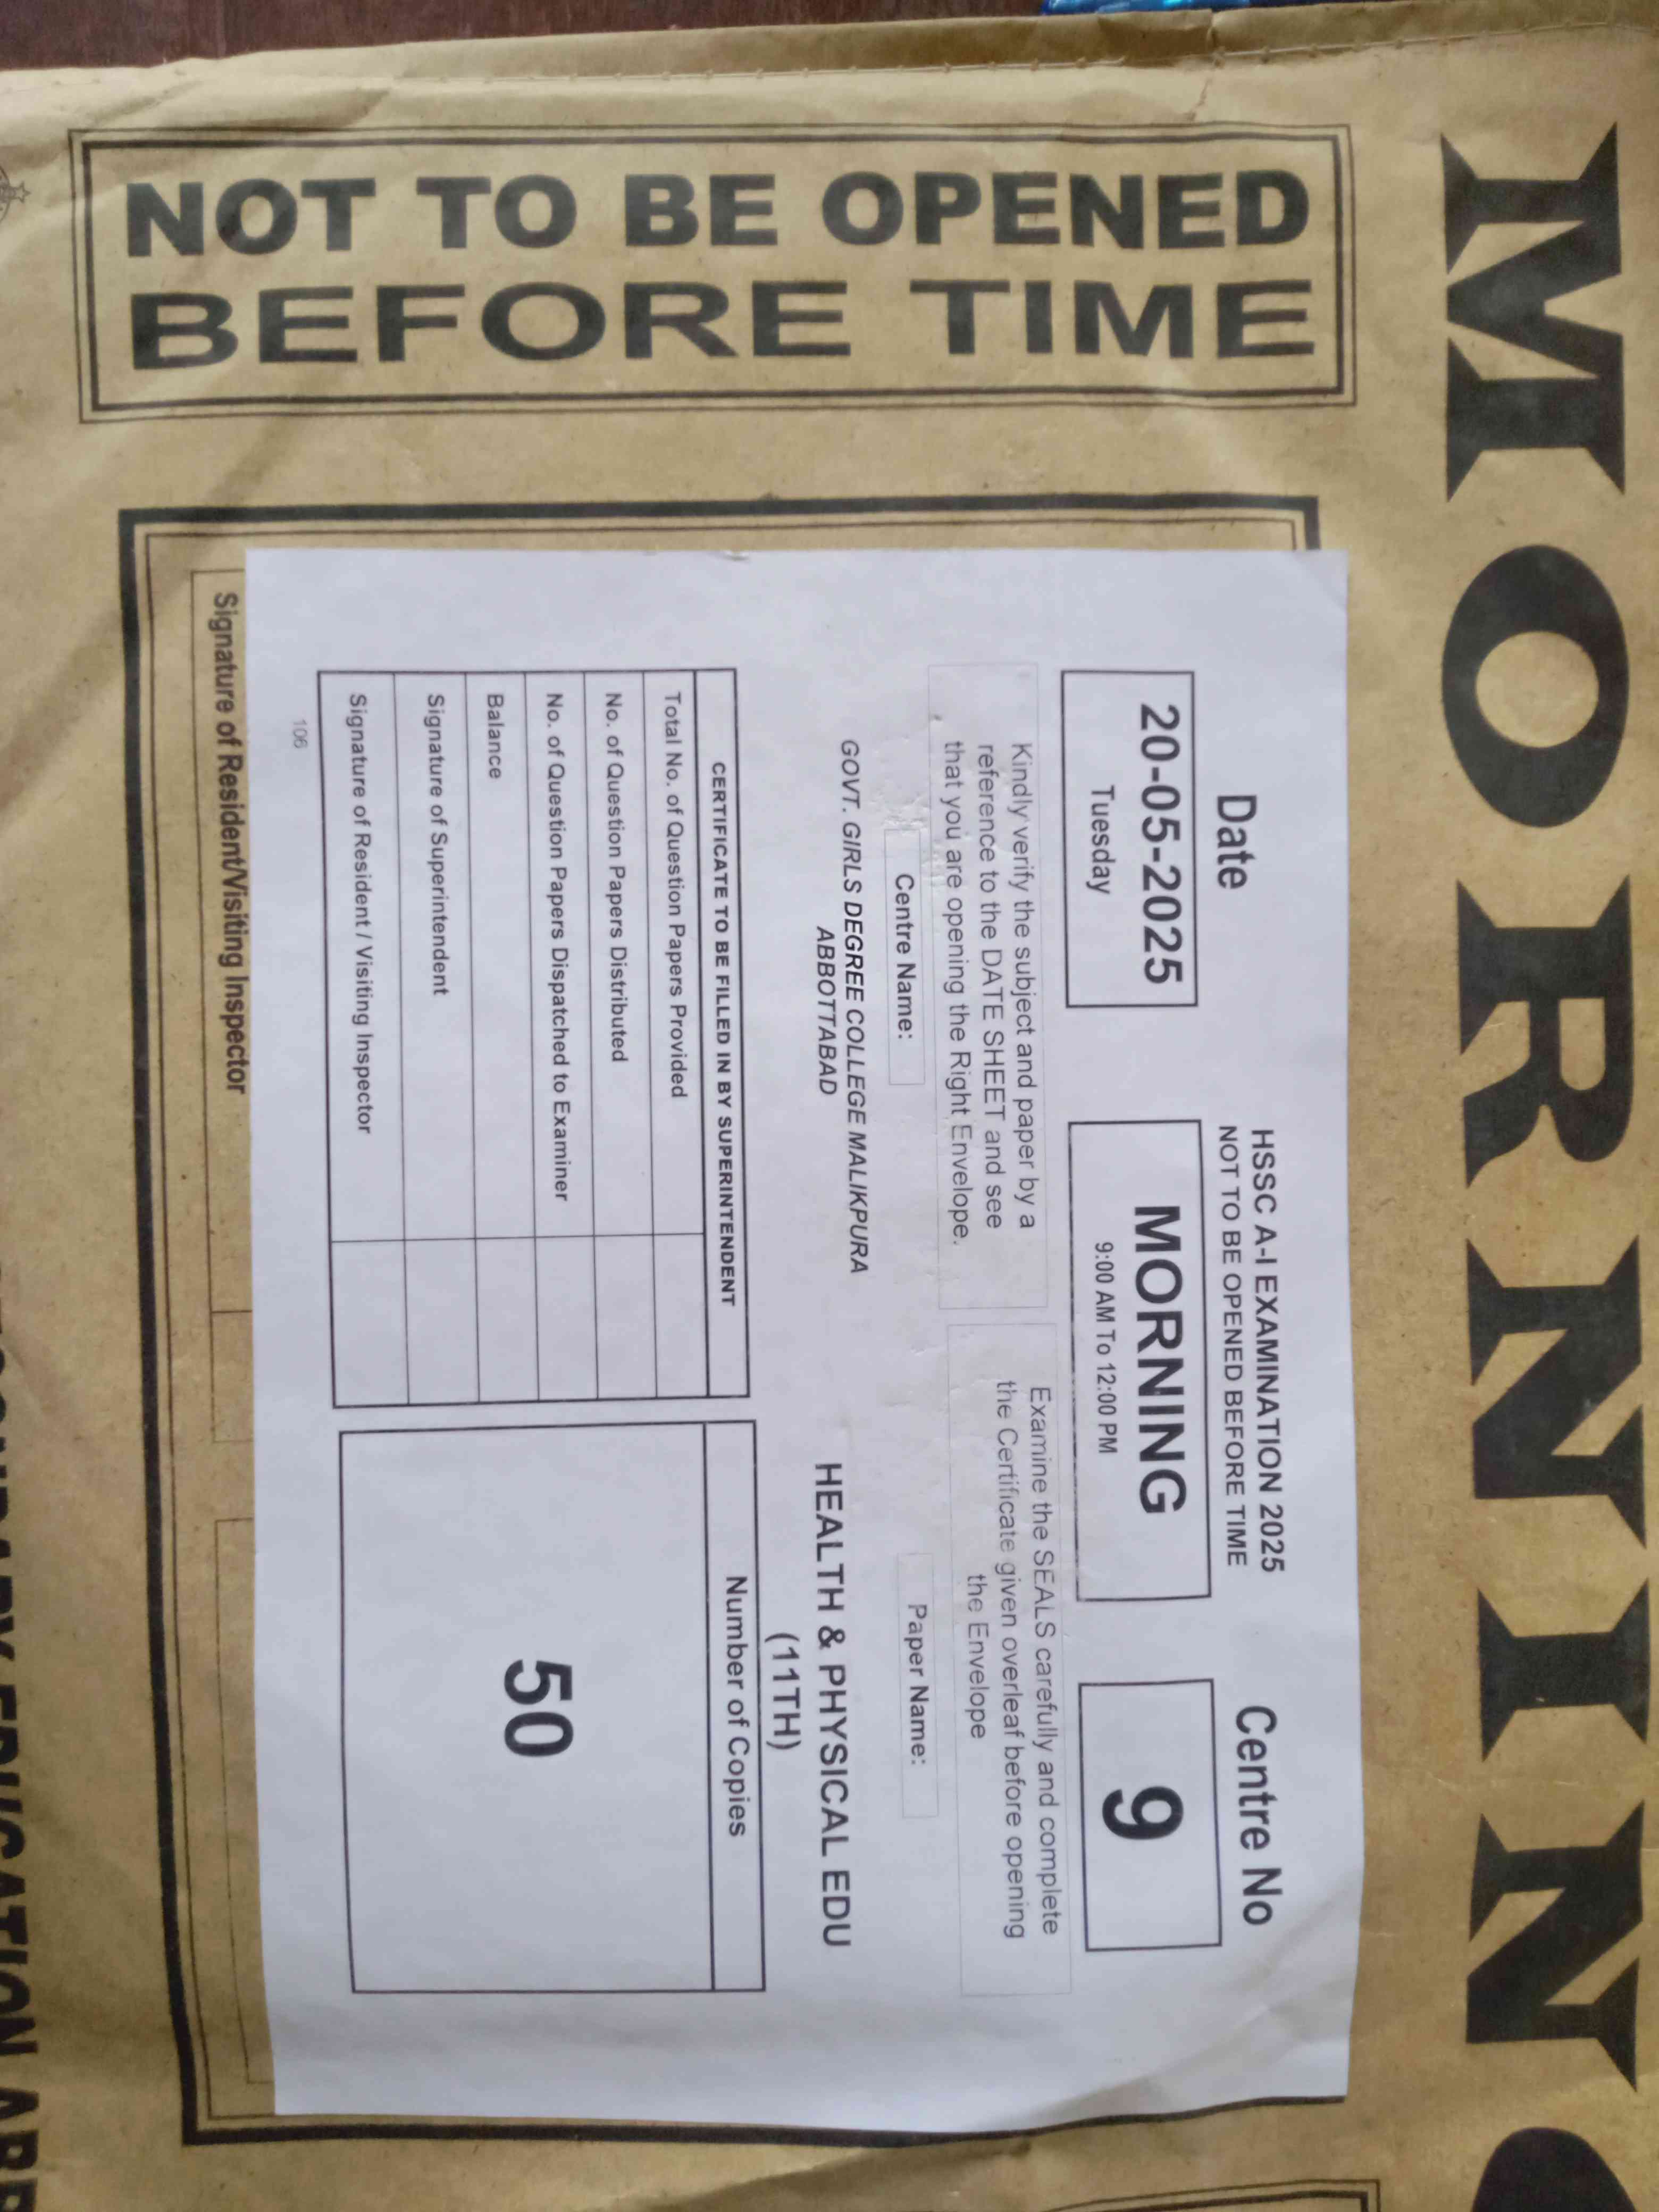 MORNING
NOT TO BE OPENED
BEFORE TIME
HSSC A-I EXAMINATION 2025
NOT TO BE OPENED BEFORE TIME
Date
Centre No
20-05-2025
Tuesday
MORNING
9:00 AM To 12:00 PM
9
Kindly verify the subject and paper by a
reference to the DATE SHEET and see
that you are opening the Right Envelope.
Examine the SEALS carefully and complete
the Certificate given overleaf before opening
the Envelope
Centre Name:
Paper Name:
GOVT. GIRLS DEGREE COLLEGE MALIKPURA
ABBOTTABAD
HEALTH & PHYSICAL EDU
(11TH)
CERTIFICATE TO BE FILLED IN BY SUPERINTENDENT
Total No. of Question Papers Provided
No. of Question Papers Distributed
No. of Question Papers Dispatched to Examiner
Balance
Signature of Superintendent
Signature of Resident / Visiting Inspector
Number of Copies
50
106
Signature of Resident/Visiting Inspector